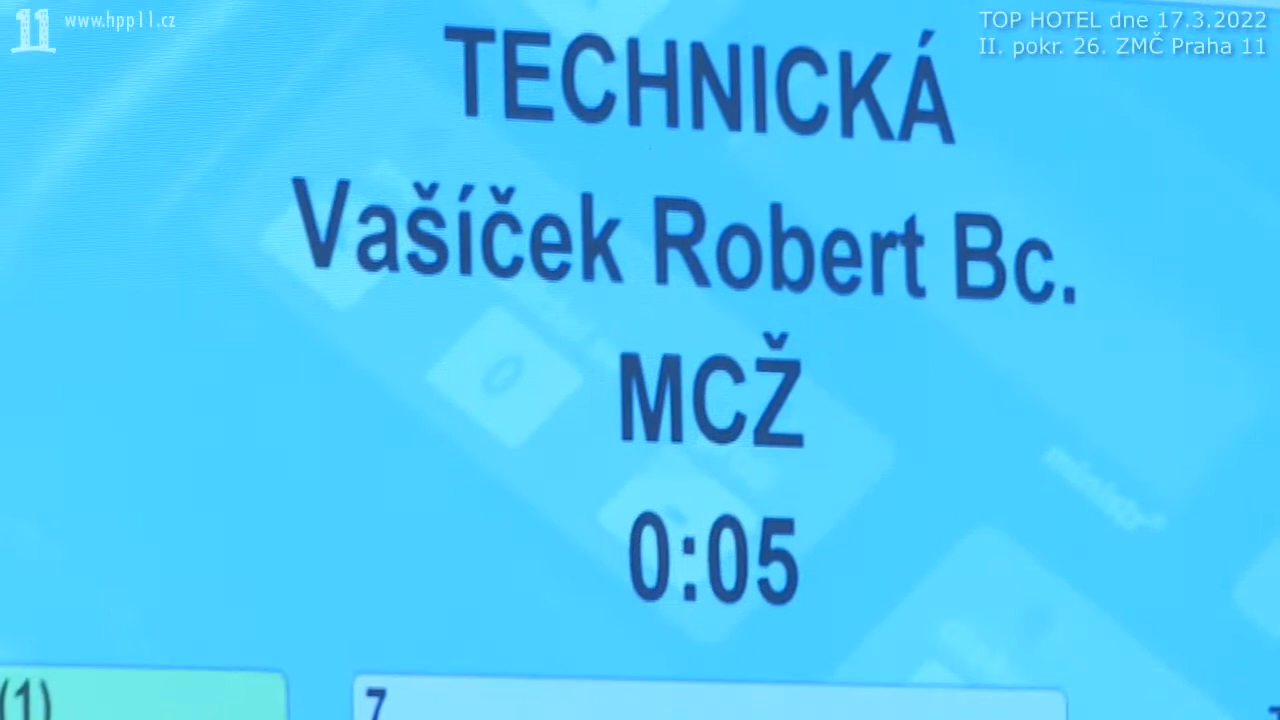 11 www.hpp11.cz
TOP HOTEL dne 17.3.2022
II. pokr. 26. ZMČ Praha 11
TECHNICKÁ
Vašíček Robert Bc.
MCŽ
0:05
(1)
7